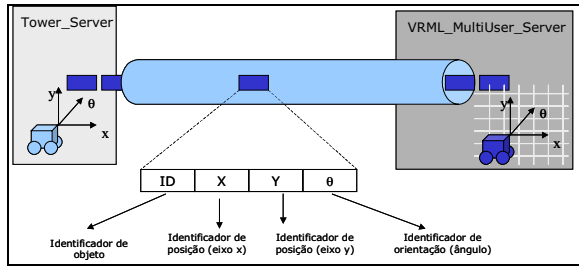 Tower_Server
VRML_MultiUser_Server
y
θ
x
y
θ
x
ID X Y θ
Identificador de objeto
Identificador de posição (eixo x)
Identificador de posição (eixo y)
Identificador de orientação (ângulo)